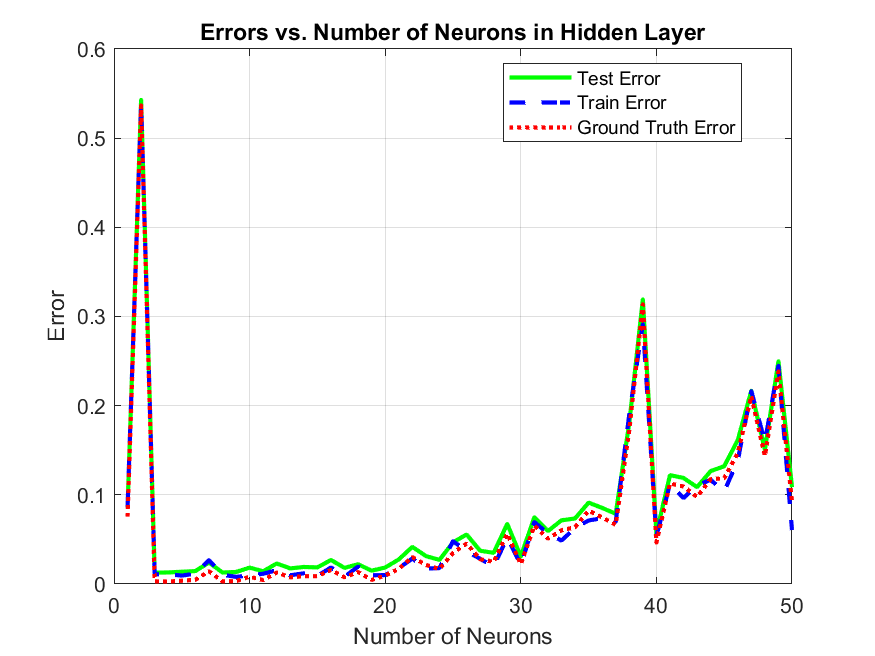 Errors vs. Number of Neurons in Hidden Layer
0.6
0.5
0.4
0.3
0.2
0.1
0
Error
Test Error
Train Error
Ground Truth Error
0 10 20 30 40 50
Number of Neurons